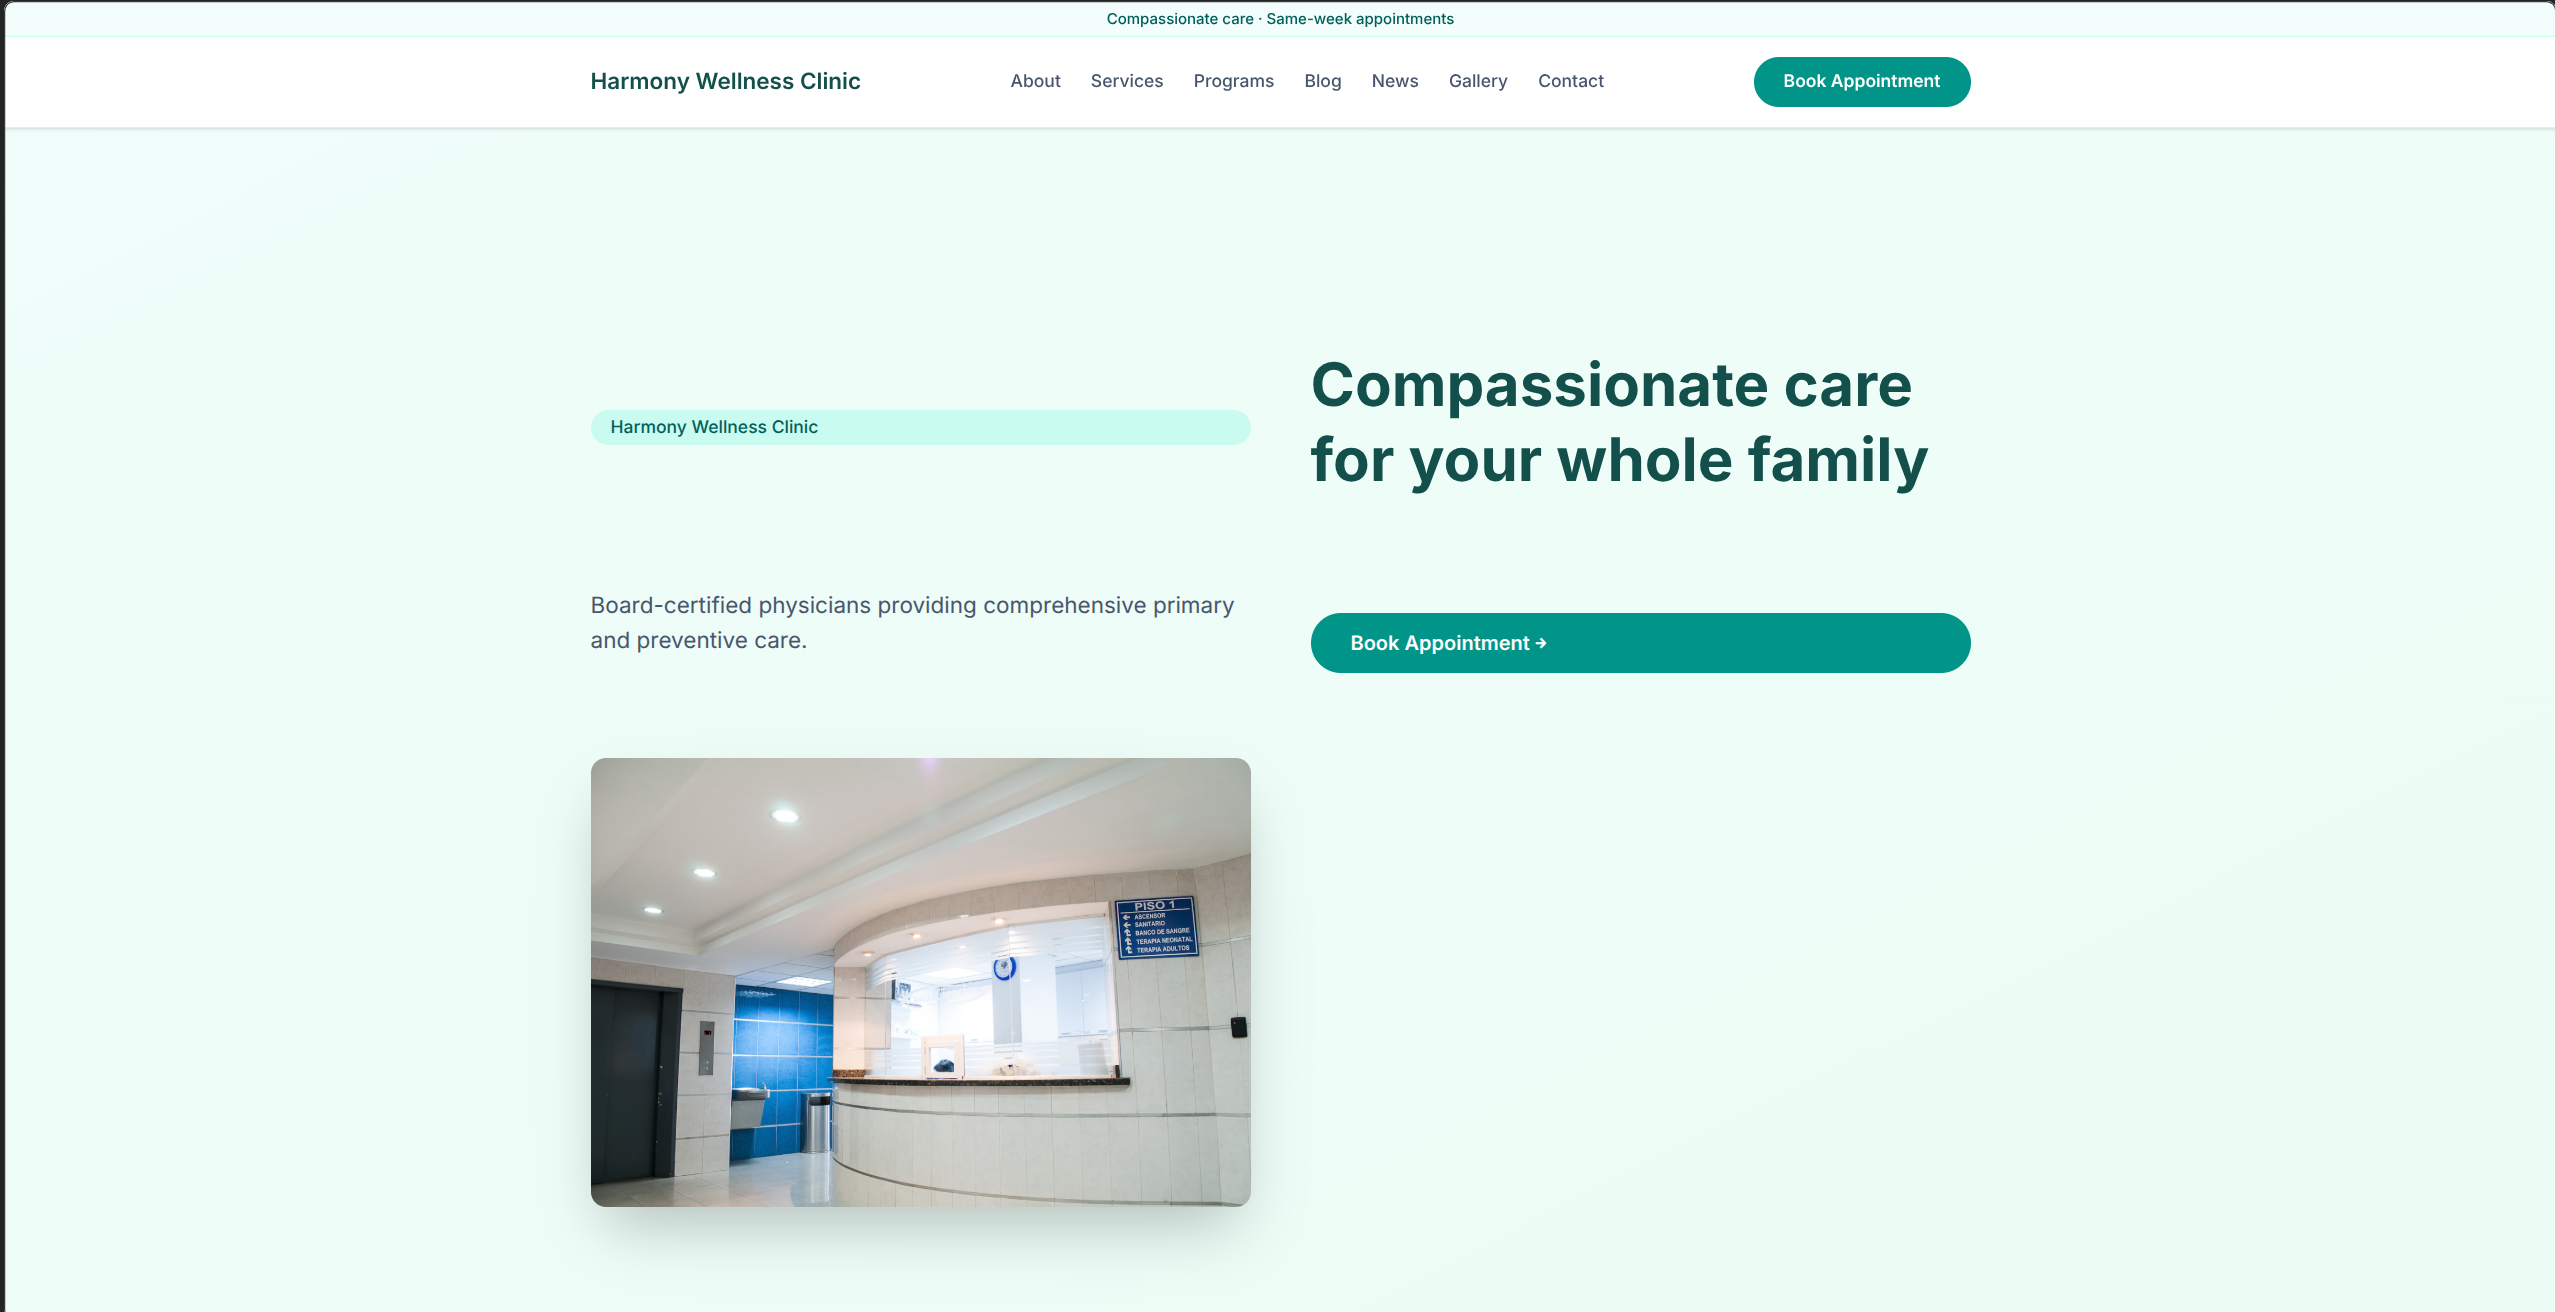 Compassionate care · Same-week appointments
Harmony Wellness Clinic
About
Services
Programs
Blog
News
Gallery
Contact
Book Appointment
Harmony Wellness Clinic
Compassionate care
for your whole family
Board-certified physicians providing comprehensive primary
and preventive care.
Book Appointment →
PISO 1
← ASCENSOR
← SANITARIO
↑ BANCO DE SANGRE
↑ TERAPIA NEONATAL
↑ TERAPIA ADULTOS